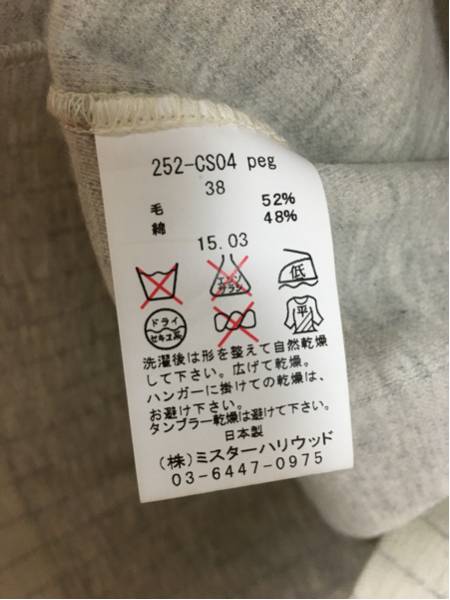 252-CS04 peg
38
毛 52%
綿 48%
15.03
エンソ サラシ 低
ドライ セキユ系 平
洗濯後は形を整えて自然乾燥
して下さい。広げて乾燥。
ハンガーに掛けての乾燥は、
お避け下さい。
タンブラー乾燥は避けて下さい。
日本製
(株)ミスターハリウッド
03-6447-0975